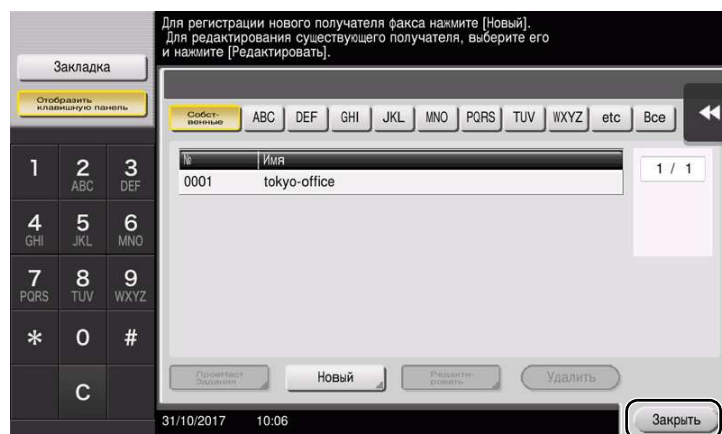 Для регистрации нового получателя факса нажмите [Новый].
Для редактирования существующего получателя, выберите его
и нажмите [Редактировать].
Закладка
Отобразить
клавишную панель
Собст-
венные
ABC DEF GHI JKL MNO PQRS TUV WXYZ etc Все
№ Имя
0001 tokyo-office
1 / 1
1 2 ABC 3 DEF
4 GHI 5 JKL 6 MNO
7 PQRS 8 TUV 9 WXYZ
* 0 #
C
ПровНаст
Задания
Новый
Редакти-
ровать
Удалить
31/10/2017 10:06
Закрыть